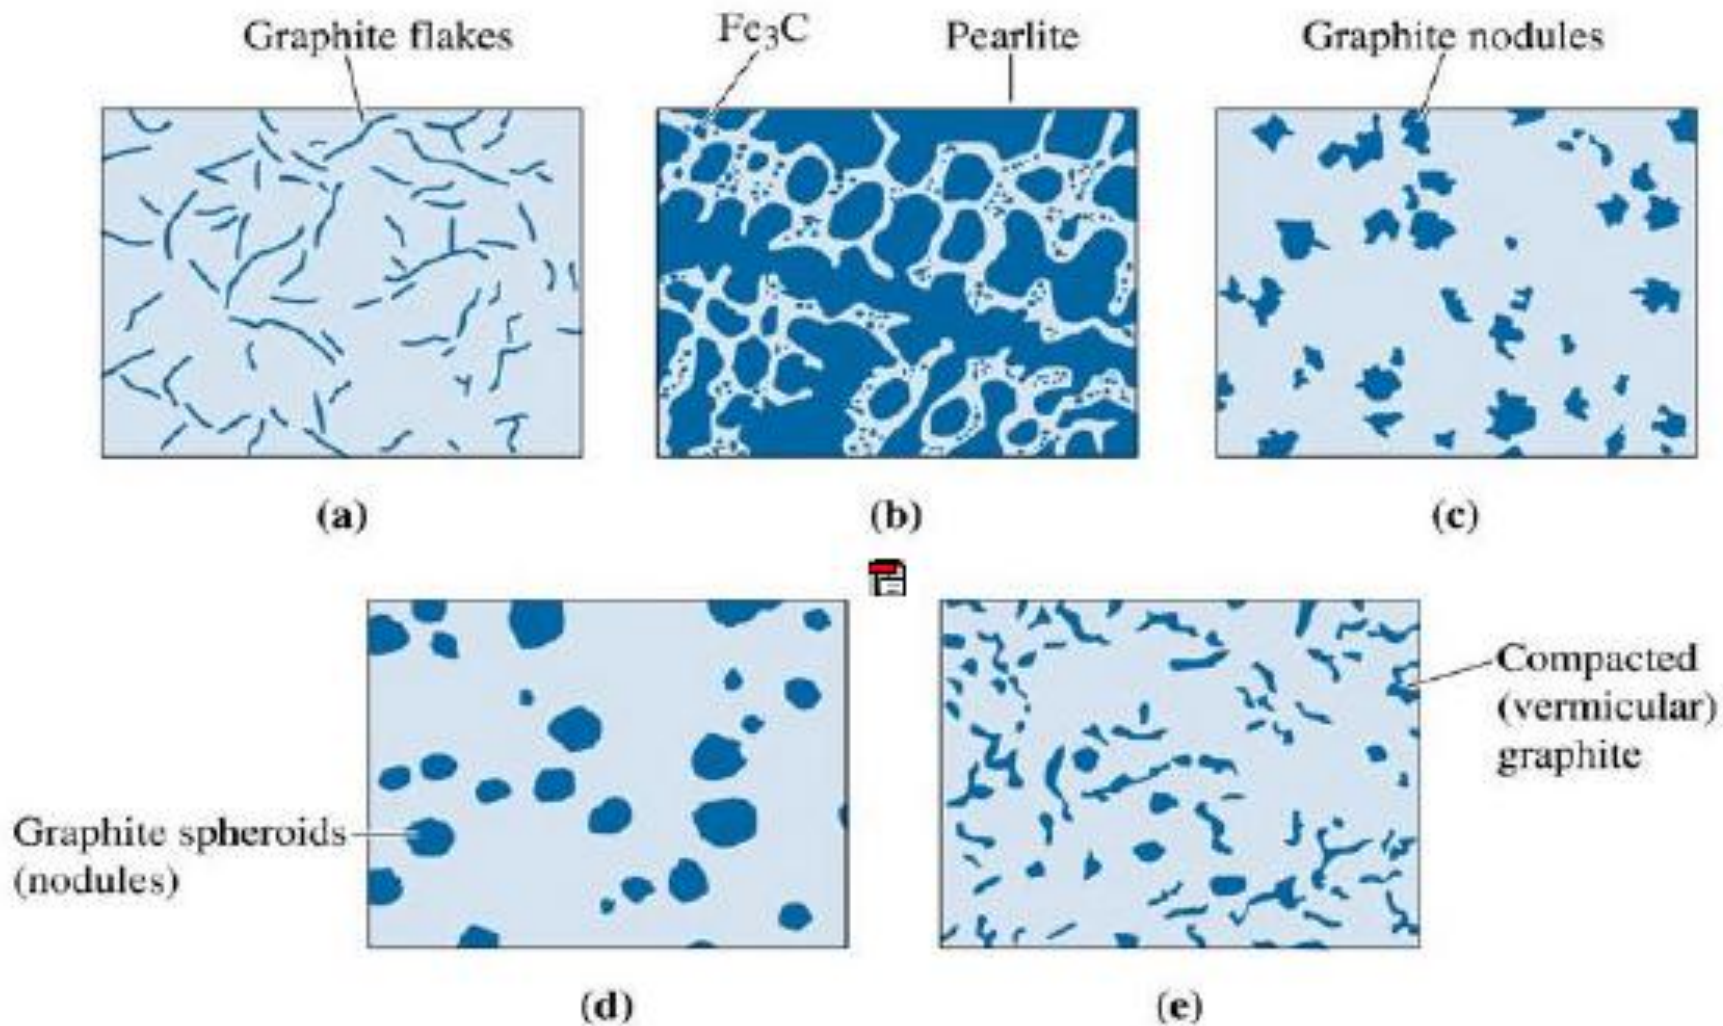 Graphite flakes
Fe₃C
Pearlite
Graphite nodules
(a)
(b)
(c)
Graphite spheroids
(nodules)
Compacted
(vermicular)
graphite
(d)
(e)